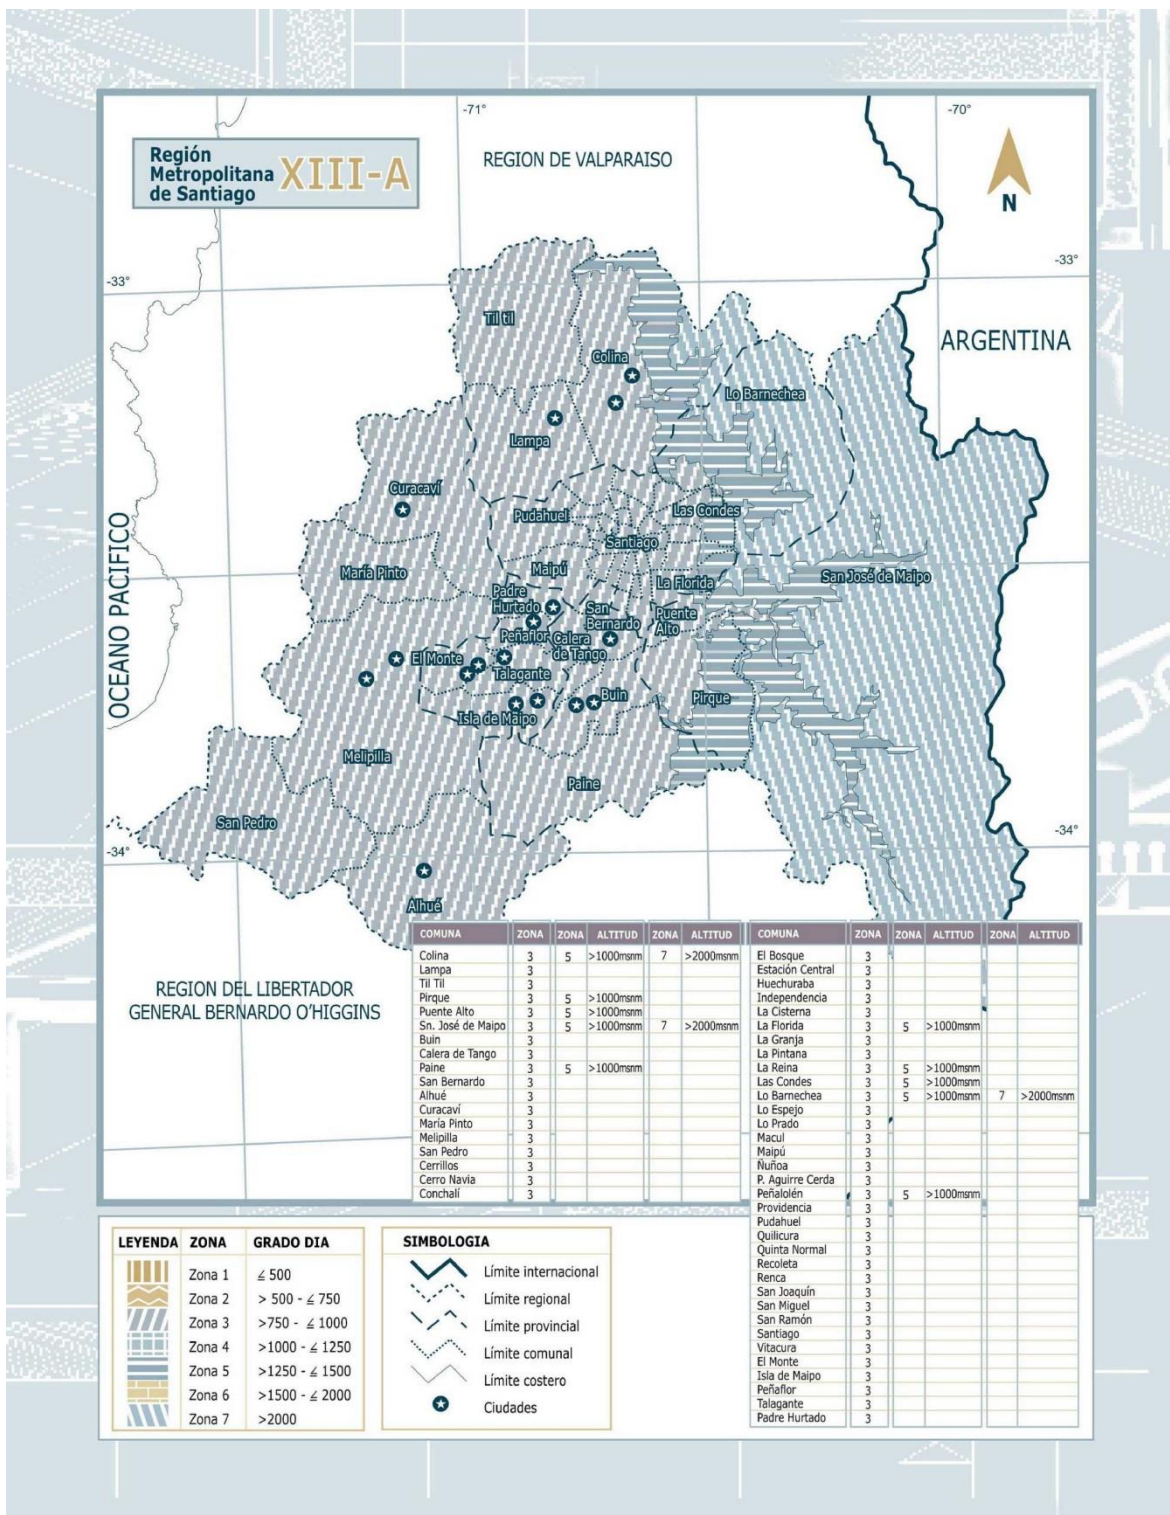 -71°
-70°
Región
Metropolitana
de Santiago
XIII-A
REGION DE VALPARAISO
N
-33°
-33°
ARGENTINA
Til til
Colina
Lo Barnechea
Lampa
Curacaví
Pudahuel
Las Condes
Santiago
OCEANO PACIFICO
María Pinto
Maipú
La Florida
San José de Maipo
Padre
Hurtado
San
Bernardo
Puente
Alto
Peñaflor
Calera
de Tango
El Monte
Talagante
Isla de Maipo
Buin
Pirque
Melipilla
Paine
San Pedro
-34°
-34°
Alhué
REGION DEL LIBERTADOR
GENERAL BERNARDO O'HIGGINS
COMUNA ZONA ZONA ALTITUD ZONA ALTITUD
Colina 3 5 >1000msnm 7 >2000msnm
Lampa 3
Til Til 3
Pirque 3 5 >1000msnm
Puente Alto 3 5 >1000msnm
Sn. José de Maipo 3 5 >1000msnm 7 >2000msnm
Buin 3
Calera de Tango 3
Paine 3 5 >1000msnm
San Bernardo 3
Alhué 3
Curacaví 3
María Pinto 3
Melipilla 3
San Pedro 3
Cerrillos 3
Cerro Navia 3
Conchalí 3
COMUNA ZONA ZONA ALTITUD ZONA ALTITUD
El Bosque 3
Estación Central 3
Huechuraba 3
Independencia 3
La Cisterna 3
La Florida 3 5 >1000msnm
La Granja 3
La Pintana 3
La Reina 3 5 >1000msnm
Las Condes 3 5 >1000msnm
Lo Barnechea 3 5 >1000msnm 7 >2000msnm
Lo Espejo 3
Lo Prado 3
Macul 3
Maipú 3
Ñuñoa 3
P. Aguirre Cerda 3
Peñalolén 3 5 >1000msnm
Providencia 3
Pudahuel 3
Quilicura 3
Quinta Normal 3
Recoleta 3
Renca 3
San Joaquín 3
San Miguel 3
San Ramón 3
Santiago 3
Vitacura 3
El Monte 3
Isla de Maipo 3
Peñaflor 3
Talagante 3
Padre Hurtado 3
LEYENDA ZONA GRADO DIA
Zona 1 ≤ 500
Zona 2 > 500 - ≤ 750
Zona 3 >750 - ≤ 1000
Zona 4 >1000 - ≤ 1250
Zona 5 >1250 - ≤ 1500
Zona 6 >1500 - ≤ 2000
Zona 7 >2000
SIMBOLOGIA
Límite internacional
Límite regional
Límite provincial
Límite comunal
Límite costero
Ciudades